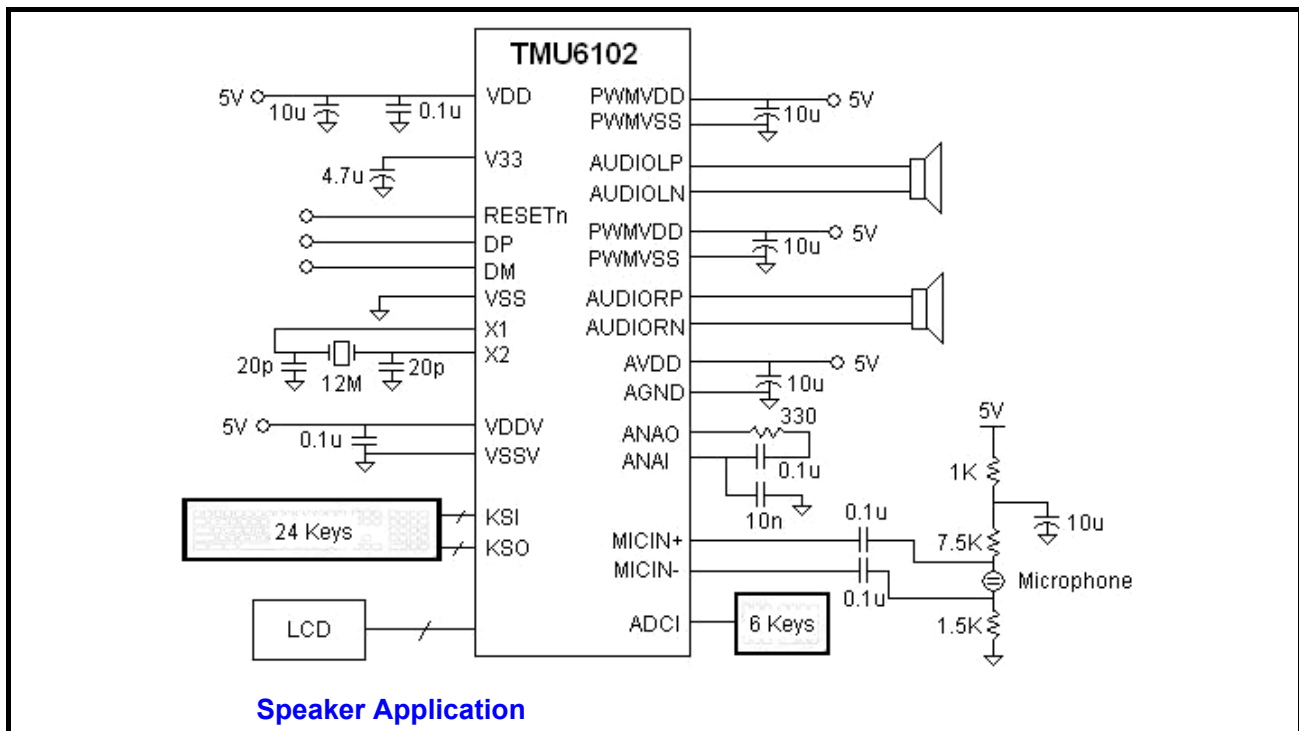 TMU6102
5V
10u
0.1u
VDD
4.7u
V33
RESETn
DP
DM
VSS
X1
X2
20p
12M
20p
5V
0.1u
VDDV
VSSV
24 Keys
KSI
KSO
LCD
PWMVDD
PWMVSS
5V
10u
AUDIOLP
AUDIOLN
PWMVDD
PWMVSS
5V
10u
AUDIORP
AUDIORN
AVDD
AGND
5V
10u
ANAO
ANAI
330
0.1u
10n
MICIN+
MICIN-
0.1u
0.1u
5V
1K
10u
7.5K
Microphone
1.5K
ADCI
6 Keys
Speaker Application